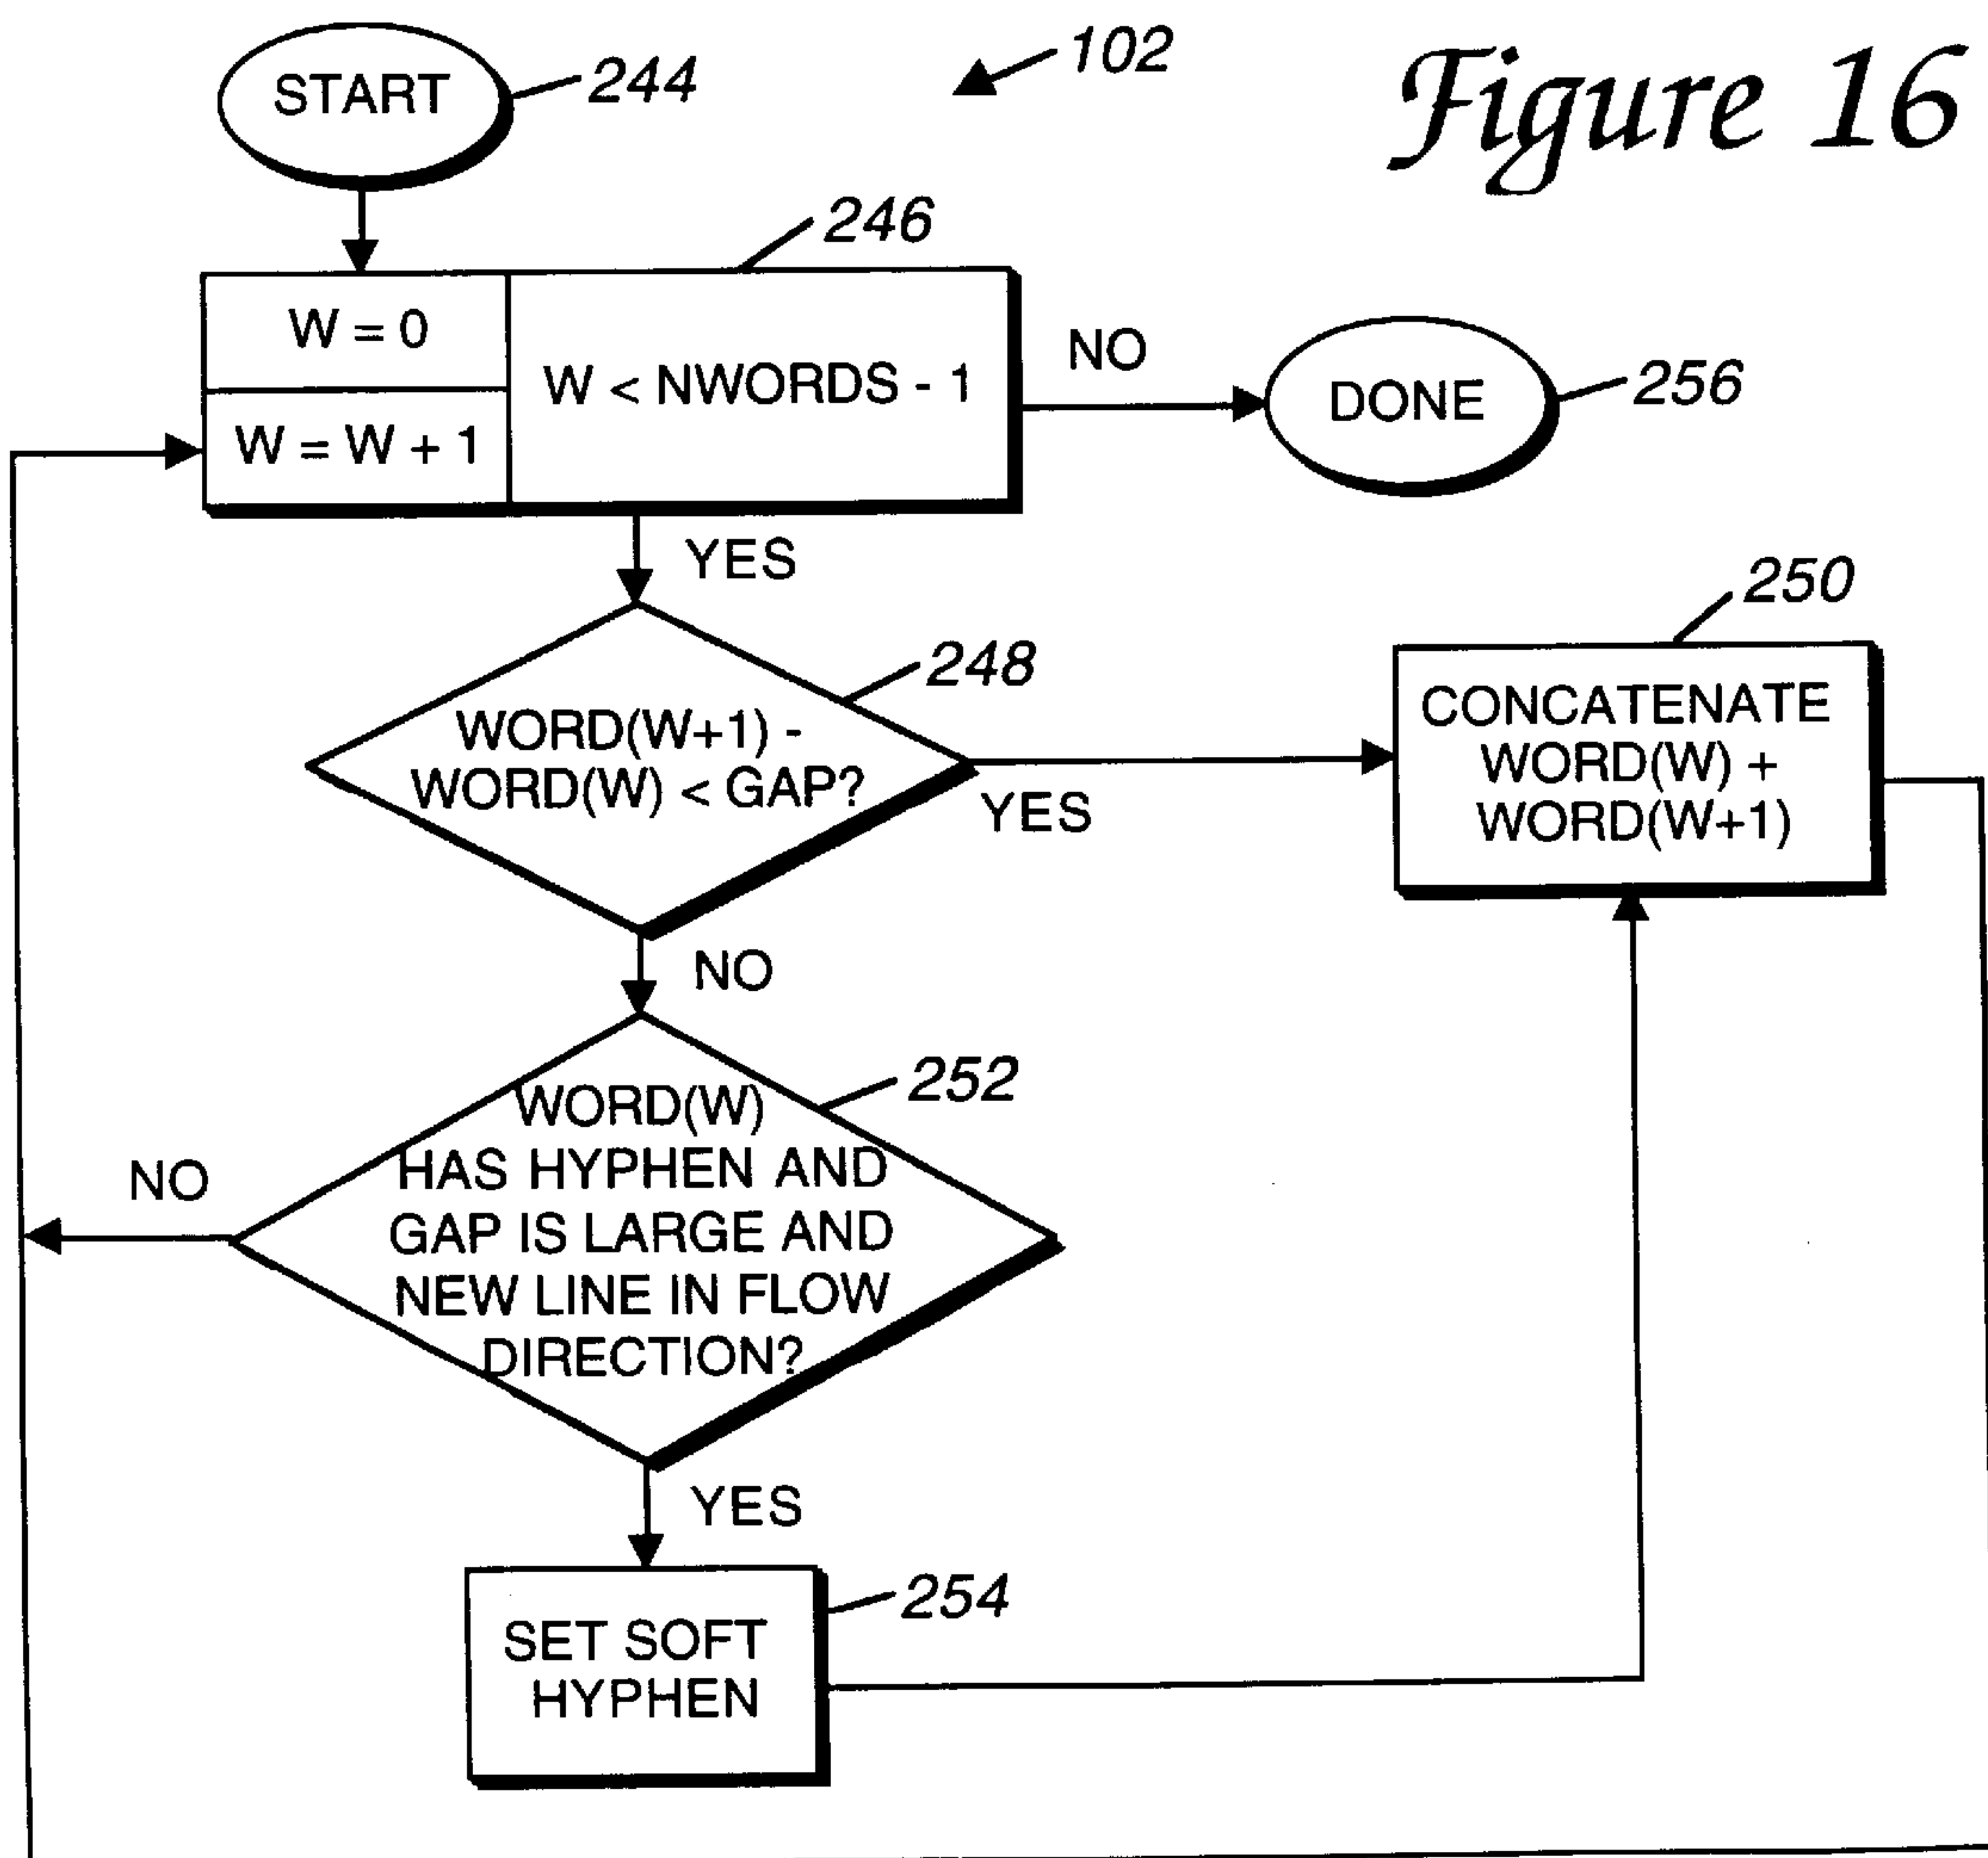 START
244
102
Figure 16
246
W = 0
W = W + 1
W < NWORDS - 1
NO
DONE
256
YES
248
WORD(W+1) -
WORD(W) < GAP?
YES
250
CONCATENATE
WORD(W) +
WORD(W+1)
NO
252
WORD(W)
HAS HYPHEN AND
GAP IS LARGE AND
NEW LINE IN FLOW
DIRECTION?
NO
YES
254
SET SOFT
HYPHEN